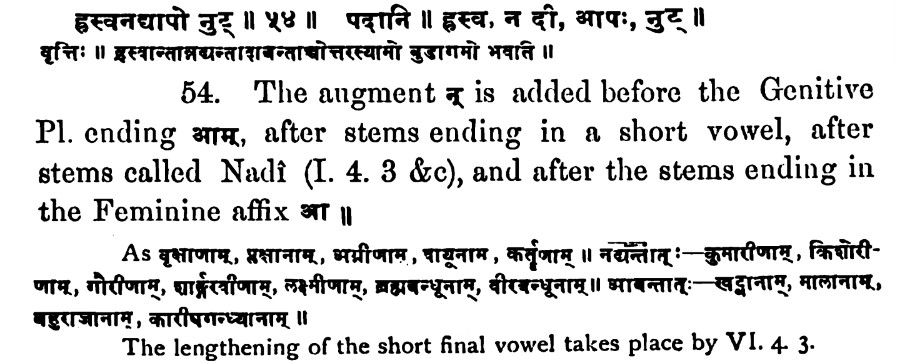 ह्रस्वनद्यापो नुट् ॥ ५४ ॥ पदानि ॥ ह्रस्व, न दी, आपः, नुट् ॥
वृत्तिः ॥ ह्रस्वान्तान्नद्यन्तादाबन्ताच्चोत्तरस्यामो नुडागमो भवति ॥
54. The augment न् is added before the Genitive
Pl. ending आम्, after stems ending in a short vowel, after
stems called Nadî (I. 4. 3 &c), and after the stems ending in
the Feminine affix आ ॥
As वृक्षाणाम्, प्लक्षानाम्, अग्नीणाम्, वायूनाम, कर्तॄणाम् ॥ नद्यन्तात्ः—कुमारीणाम्, किशोरी-
णाम्, गौरीणाम्, शार्ङ्गरवीणाम्, लक्ष्मीणाम्, ब्रह्मबन्धूनाम्, वीरबन्धूनाम् ॥ आबन्तात्ः—खट्वानाम्, मालानाम्,
बहुराजानाम्, कारीषगन्ध्यानाम् ॥
The lengthening of the short final vowel takes place by VI. 4. 3.